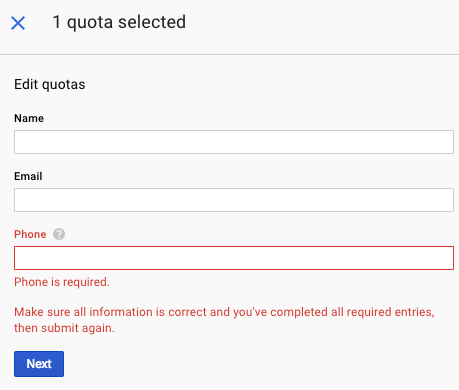 1 quota selected
Edit quotas
Name
Email
Phone ?
Phone is required.
Make sure all information is correct and you've completed all required entries,
then submit again.
Next